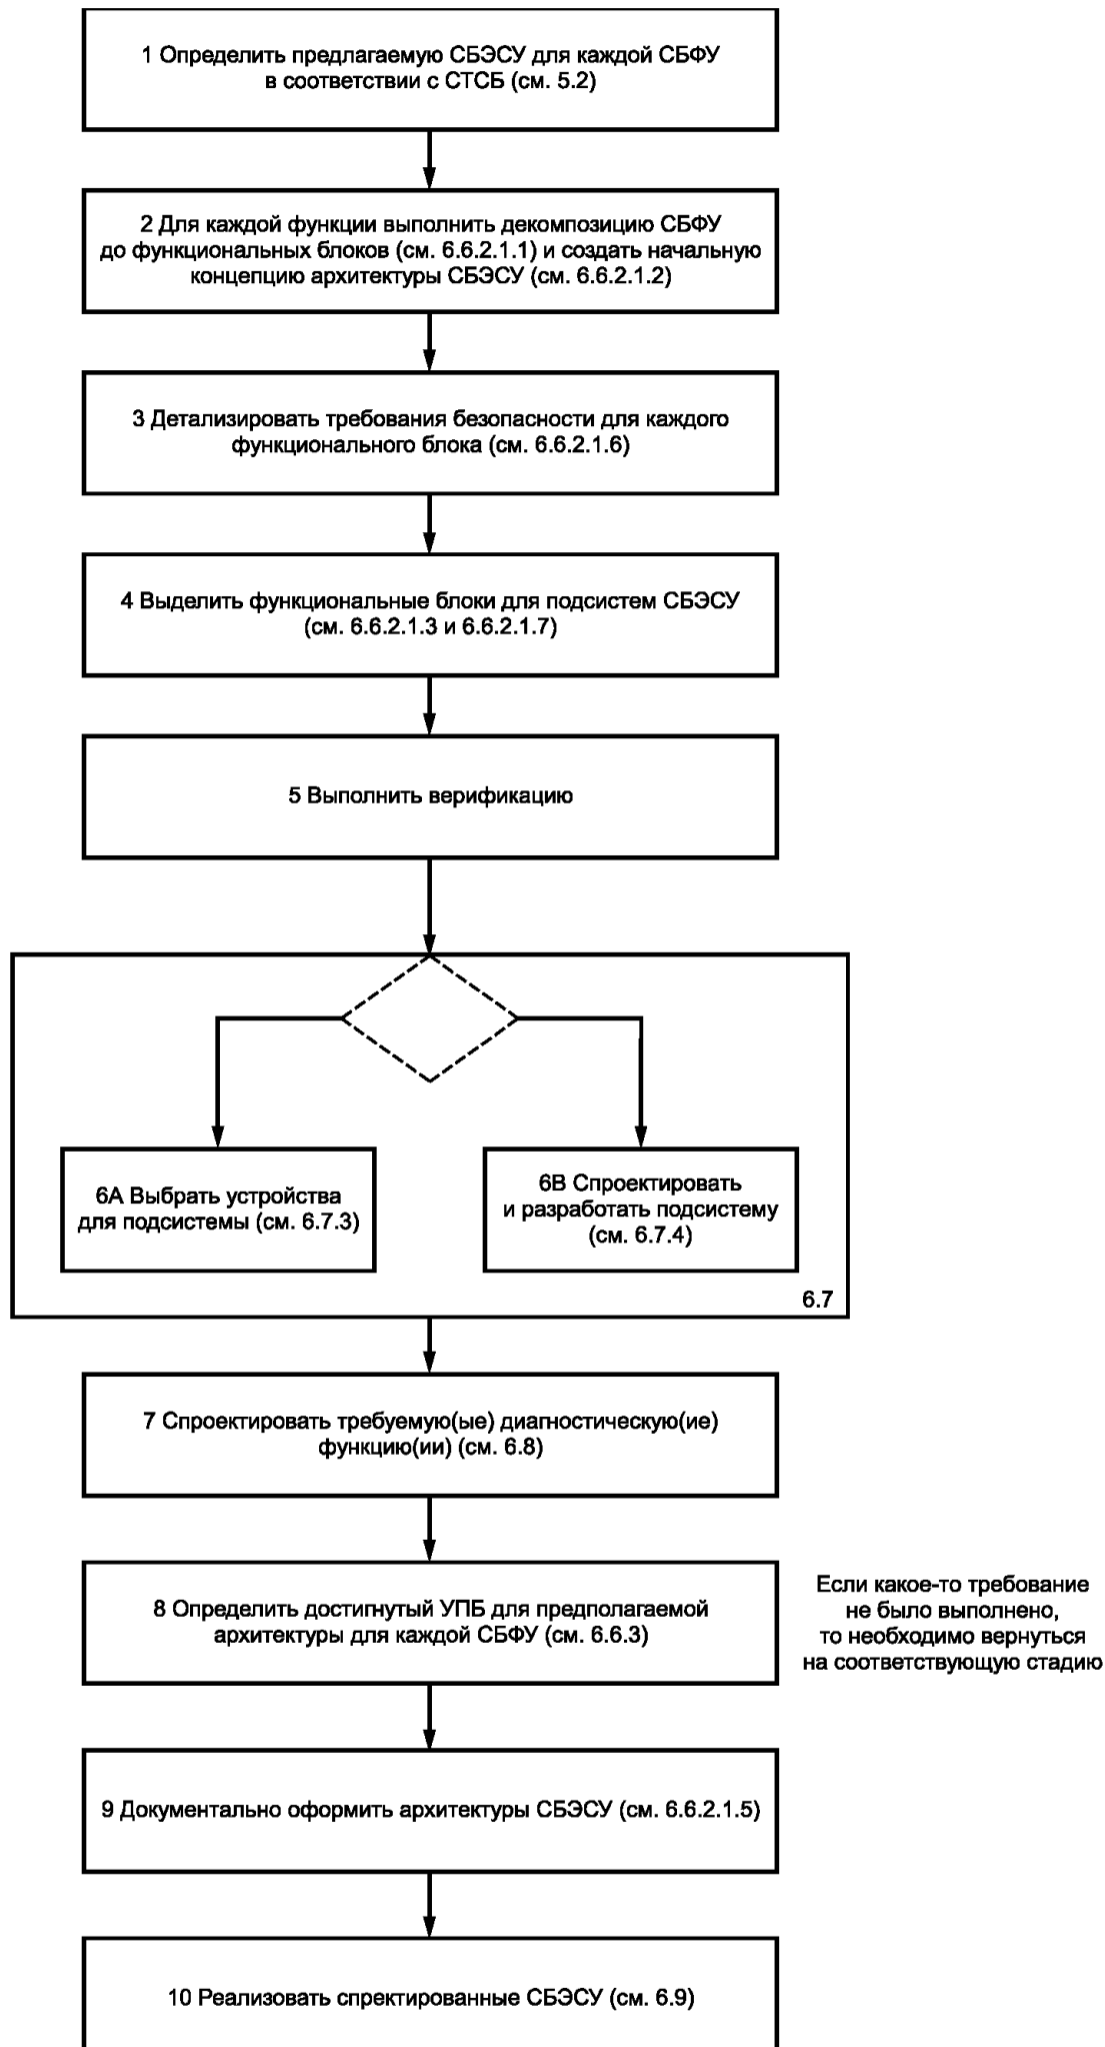 1 Определить предлагаемую СБЭСУ для каждой СБФУ
в соответствии с СТСБ (см. 5.2)
2 Для каждой функции выполнить декомпозицию СБФУ
до функциональных блоков (см. 6.6.2.1.1) и создать начальную
концепцию архитектуры СБЭСУ (см. 6.6.2.1.2)
3 Детализировать требования безопасности для каждого
функционального блока (см. 6.6.2.1.6)
4 Выделить функциональные блоки для подсистем СБЭСУ
(см. 6.6.2.1.3 и 6.6.2.1.7)
5 Выполнить верификацию
6А Выбрать устройства
для подсистемы (см. 6.7.3)
6В Спроектировать
и разработать подсистему
(см. 6.7.4)
6.7
7 Спроектировать требуемую(ые) диагностическую(ие)
функцию(ии) (см. 6.8)
8 Определить достигнутый УПБ для предполагаемой
архитектуры для каждой СБФУ (см. 6.6.3)
Если какое-то требование
не было выполнено,
то необходимо вернуться
на соответствующую стадию
9 Документально оформить архитектуры СБЭСУ (см. 6.6.2.1.5)
10 Реализовать спректированные СБЭСУ (см. 6.9)